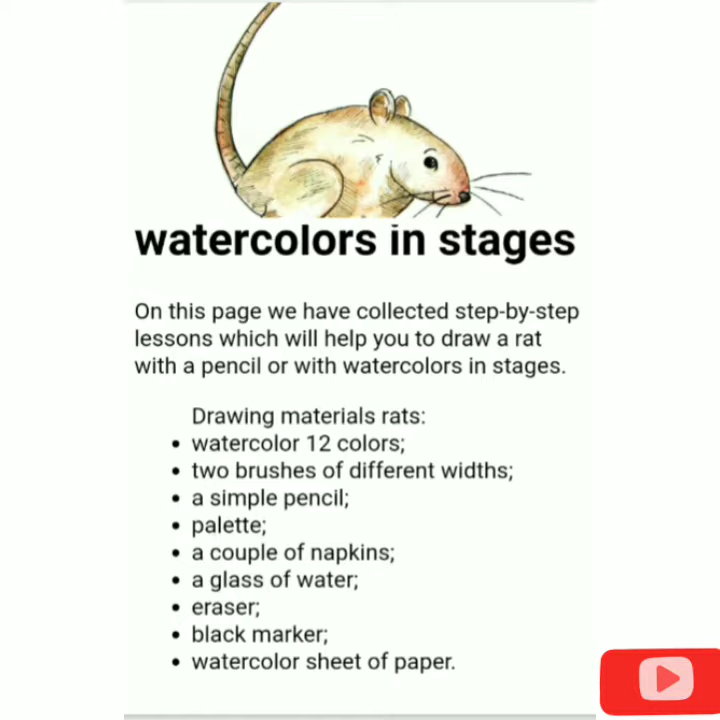 watercolors in stages
On this page we have collected step-by-step
lessons which will help you to draw a rat
with a pencil or with watercolors in stages.
Drawing materials rats:
• watercolor 12 colors;
• two brushes of different widths;
• a simple pencil;
• palette;
• a couple of napkins;
• a glass of water;
• eraser;
• black marker;
• watercolor sheet of paper.